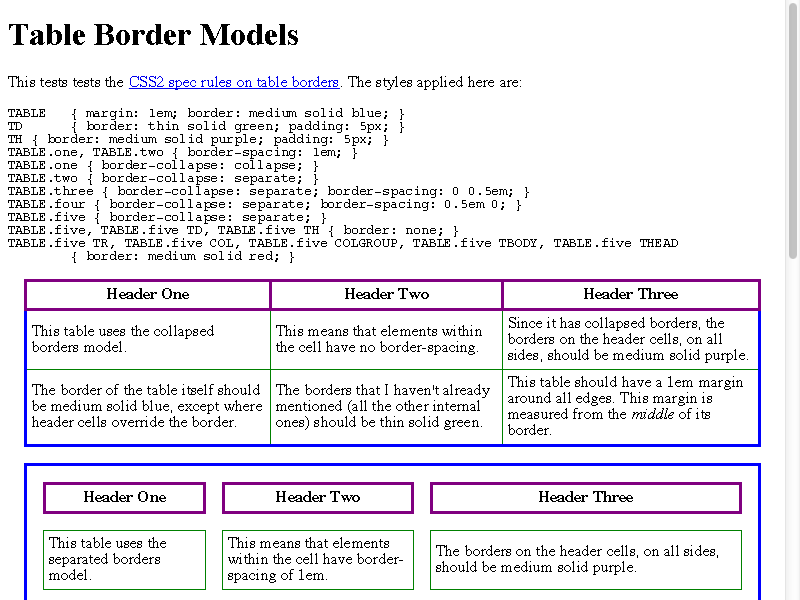 Table Border Models
This tests tests the CSS2 spec rules on table borders. The styles applied here are:
TABLE   { margin: 1em; border: medium solid blue; }
TD      { border: thin solid green; padding: 5px; }
TH { border: medium solid purple; padding: 5px; }
TABLE.one, TABLE.two { border-spacing: 1em; }
TABLE.one { border-collapse: collapse; }
TABLE.two { border-collapse: separate; }
TABLE.three { border-collapse: separate; border-spacing: 0 0.5em; }
TABLE.four { border-collapse: separate; border-spacing: 0.5em 0; }
TABLE.five { border-collapse: separate; }
TABLE.five, TABLE.five TD, TABLE.five TH { border: none; }
TABLE.five TR, TABLE.five COL, TABLE.five COLGROUP, TABLE.five TBODY, TABLE.five THEAD
        { border: medium solid red; }
Header One
Header Two
Header Three
This table uses the collapsed
borders model.
This means that elements within
the cell have no border-spacing.
Since it has collapsed borders, the
borders on the header cells, on all
sides, should be medium solid purple.
The border of the table itself should
be medium solid blue, except where
header cells override the border.
The borders that I haven't already
mentioned (all the other internal
ones) should be thin solid green.
This table should have a 1em margin
around all edges. This margin is
measured from the middle of its
border.
Header One
Header Two
Header Three
This table uses the
separated borders
model.
This means that elements
within the cell have border-
spacing of 1em.
The borders on the header cells, on all sides,
should be medium solid purple.